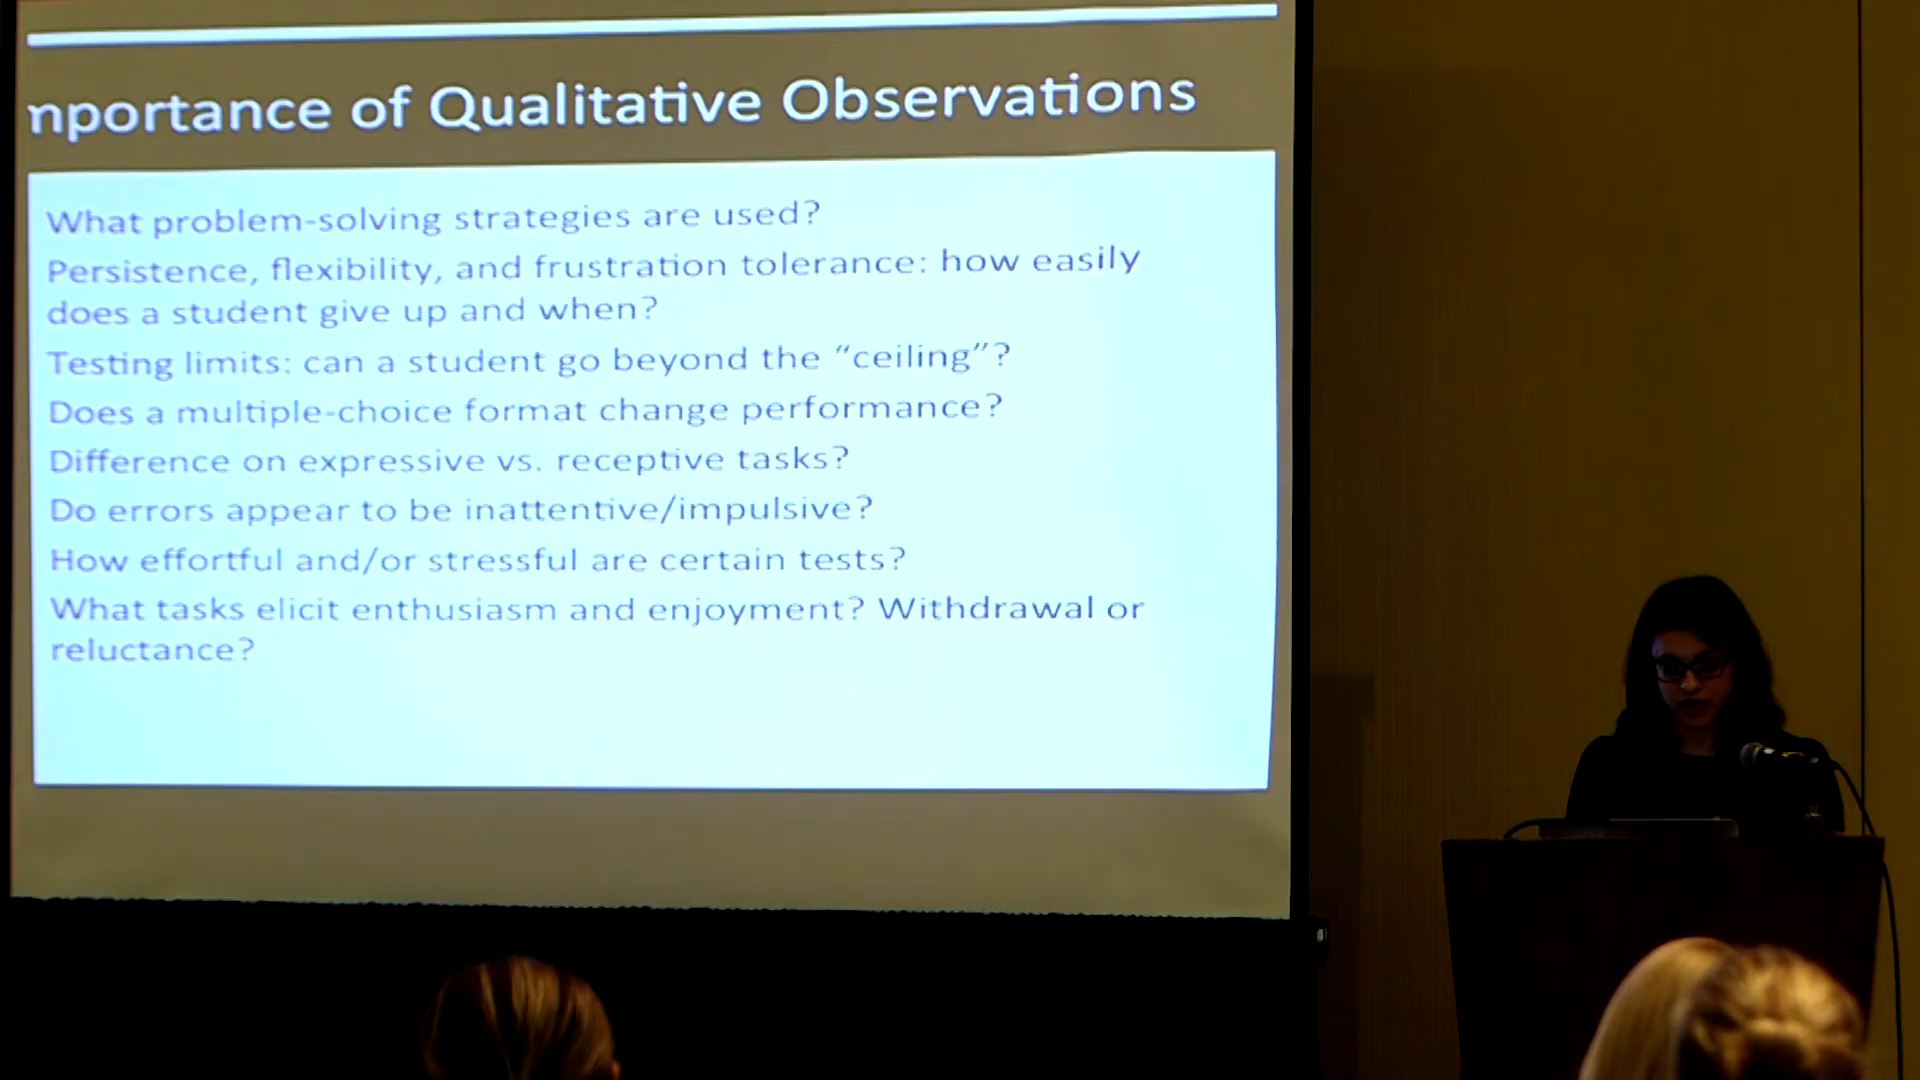 nportance of Qualitative Observations
What problem-solving strategies are used?
Persistence, flexibility, and frustration tolerance: how easily
does a student give up and when?
Testing limits: can a student go beyond the “ceiling”?
Does a multiple-choice format change performance?
Difference on expressive vs. receptive tasks?
Do errors appear to be inattentive/impulsive?
How effortful and/or stressful are certain tests?
What tasks elicit enthusiasm and enjoyment? Withdrawal or
reluctance?